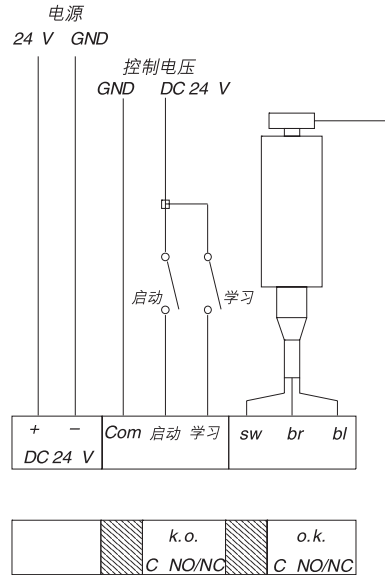 电源
24 V GND
控制电压
GND DC 24 V
启动 学习
+ − Com 启动 学习 sw br bl
DC 24 V
k.o. o.k.
C NO/NC C NO/NC